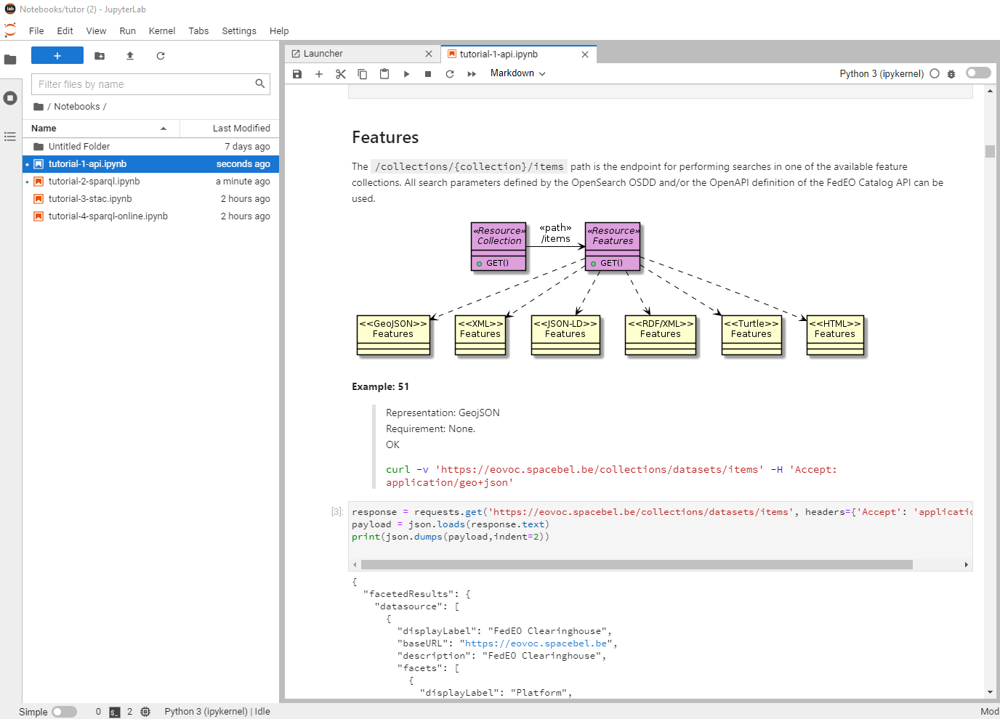 Notebooks/tutor (2) - JupyterLab
File Edit View Run Kernel Tabs Settings Help
Filter files by name
/ Notebooks /
Name Last Modified
Untitled Folder 7 days ago
tutorial-1-api.ipynb seconds ago
tutorial-2-sparql.ipynb a minute ago
tutorial-3-stac.ipynb 2 hours ago
tutorial-4-sparql-online.ipynb 2 hours ago
Launcher tutorial-1-api.ipynb
Markdown Python 3 (ipykernel)
Features
The /collections/{collection}/items path is the endpoint for performing searches in one of the available feature
collections. All search parameters defined by the OpenSearch OSDD and/or the OpenAPI definition of the FedEO Catalog API can be
used.
«Resource»
Collection
GET()
«path»
/items
«Resource»
Features
GET()
<<GeoJSON>>
Features
<<XML>>
Features
<<JSON-LD>>
Features
<<RDF/XML>>
Features
<<Turtle>>
Features
<<HTML>>
Features
Example: 51
Representation: GeojSON
Requirement: None.
OK
curl -v 'https://eovoc.spacebel.be/collections/datasets/items' -H 'Accept:
application/geo+json'
[3]: response = requests.get('https://eovoc.spacebel.be/collections/datasets/items', headers={'Accept': 'applicatio
payload = json.loads(response.text)
print(json.dumps(payload,indent=2))
{
"facetedResults": {
"datasource": [
{
"displayLabel": "FedEO Clearinghouse",
"baseURL": "https://eovoc.spacebel.be",
"description": "FedEO Clearinghouse",
"facets": [
{
"displayLabel": "Platform",
Simple 0 2 Python 3 (ipykernel) | Idle Mod